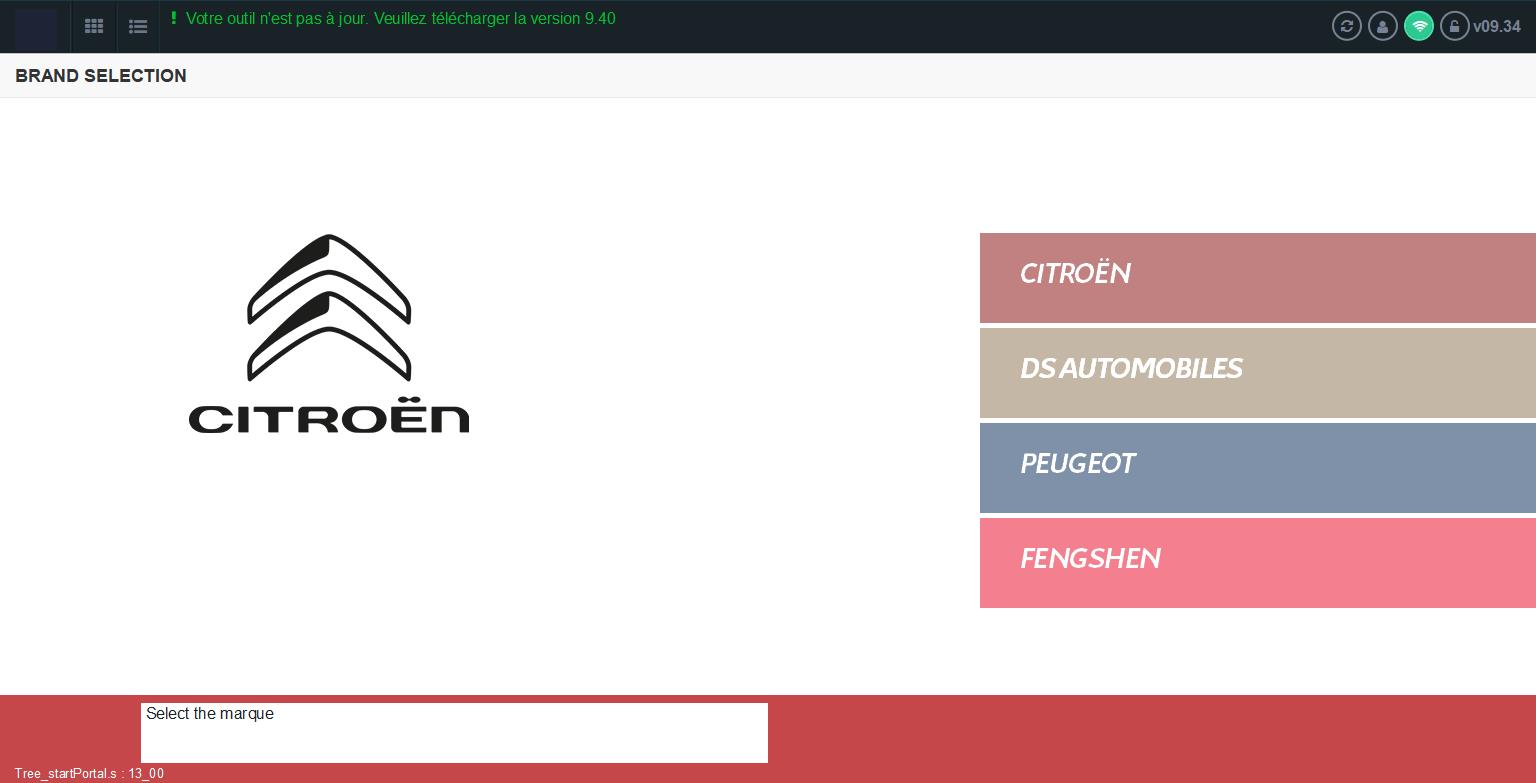 ! Votre outil n'est pas à jour. Veuillez télécharger la version 9.40
v09.34
BRAND SELECTION
CITROËN
CITROËN
DS AUTOMOBILES
PEUGEOT
FENGSHEN
Select the marque
Tree_startPortal.s : 13_00